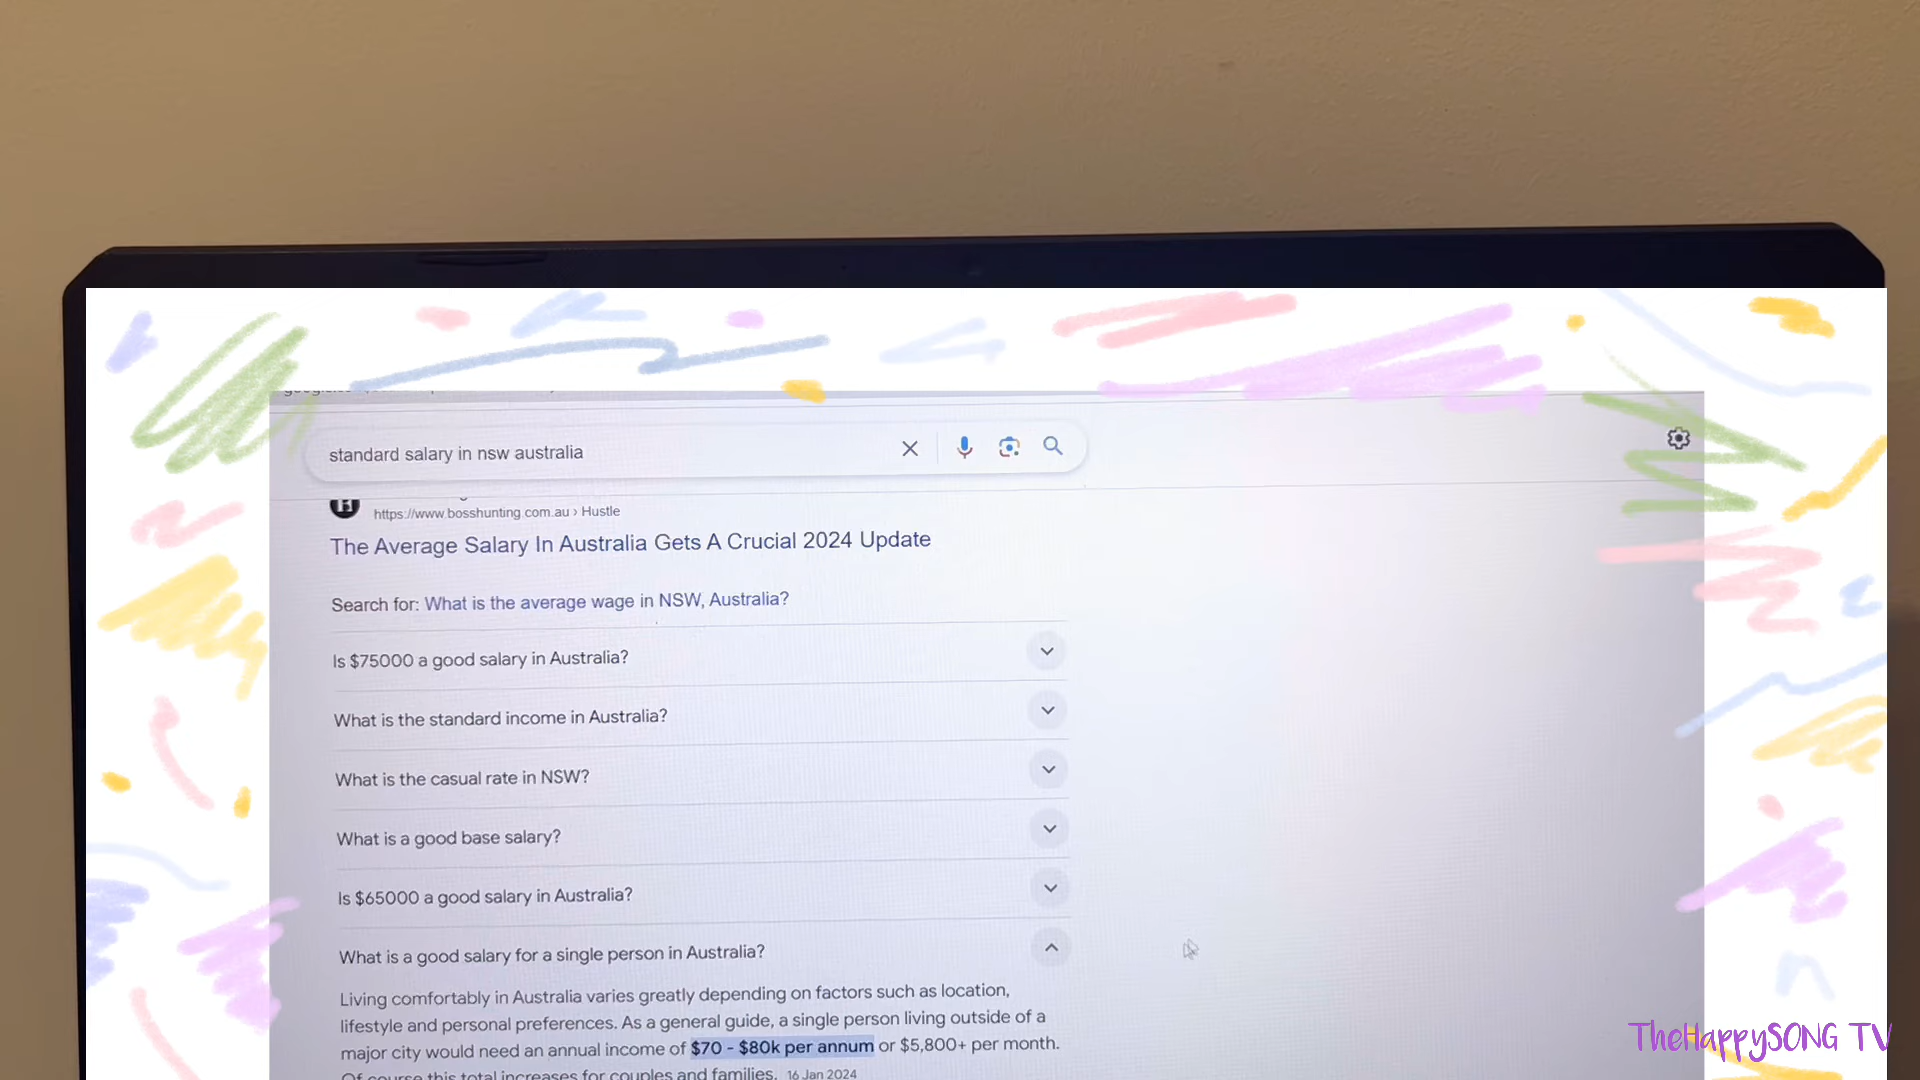 standard salary in nsw australia
https://www.bosshunting.com.au › Hustle
The Average Salary In Australia Gets A Crucial 2024 Update
Search for: What is the average wage in NSW, Australia?
Is $75000 a good salary in Australia?
What is the standard income in Australia?
What is the casual rate in NSW?
What is a good base salary?
Is $65000 a good salary in Australia?
What is a good salary for a single person in Australia?
Living comfortably in Australia varies greatly depending on factors such as location,
lifestyle and personal preferences. As a general guide, a single person living outside of a
major city would need an annual income of $70 - $80k per annum or $5,800+ per month.
Of course this total increases for couples and families. 16 Jan 2024
TheHappySONG TV